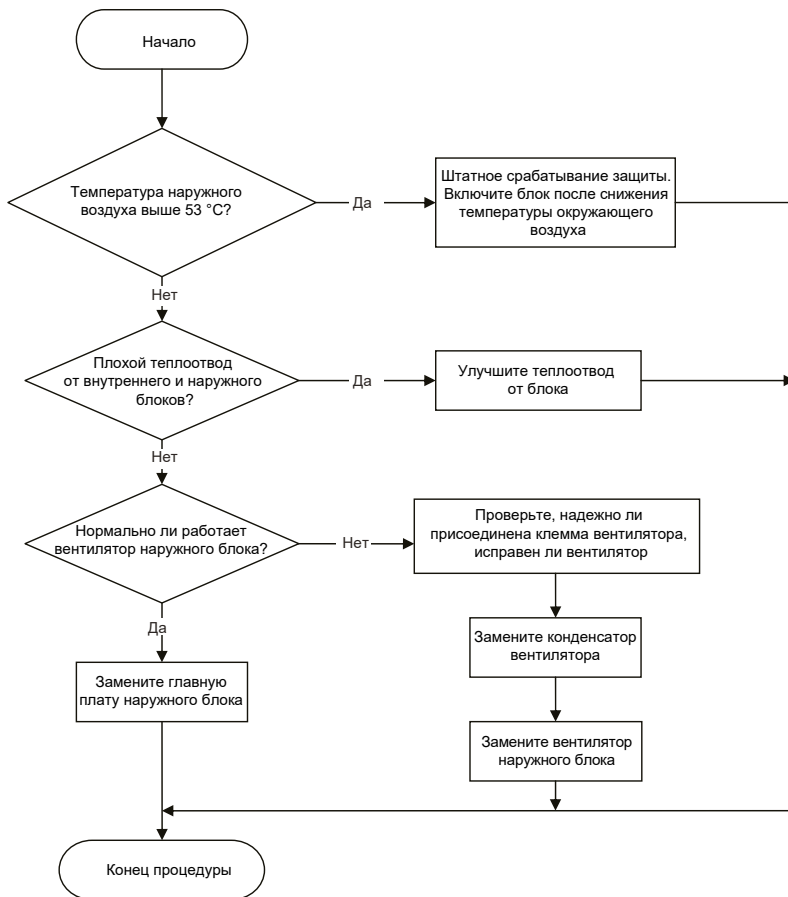 Начало
Температура наружного
воздуха выше 53 °C?
Да
Штатное срабатывание защиты.
Включите блок после снижения
температуры окружающего
воздуха
Нет
Плохой теплоотвод
от внутреннего и наружного
блоков?
Да
Улучшите теплоотвод
от блока
Нет
Нормально ли работает
вентилятор наружного блока?
Нет
Проверьте, надежно ли
присоединена клемма вентилятора,
исправен ли вентилятор
Да
Замените конденсатор
вентилятора
Замените главную
плату наружного блока
Замените вентилятор
наружного блока
Конец процедуры